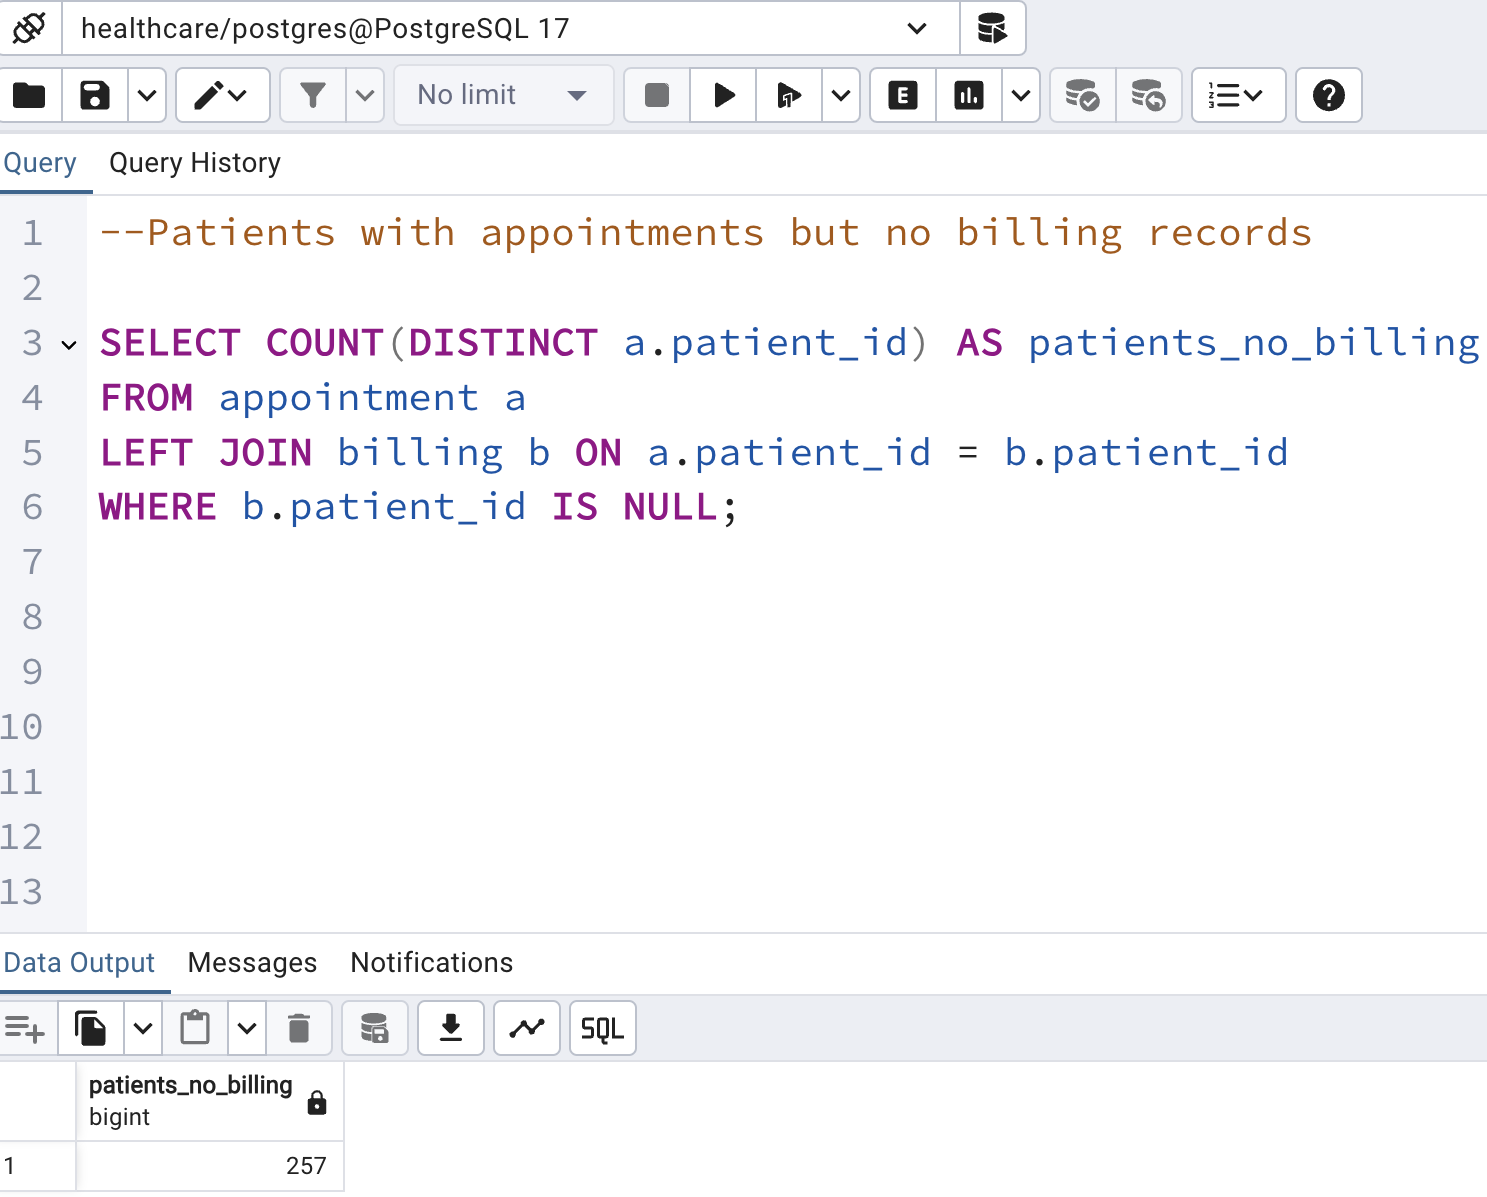 healthcare/postgres@PostgreSQL 17
No limit
E
Query Query History
1 --Patients with appointments but no billing records
2
3 SELECT COUNT(DISTINCT a.patient_id) AS patients_no_billing
4 FROM appointment a
5 LEFT JOIN billing b ON a.patient_id = b.patient_id
6 WHERE b.patient_id IS NULL;
7
8
9
10
11
12
13
Data Output Messages Notifications
SQL
patients_no_billing
bigint
1 257